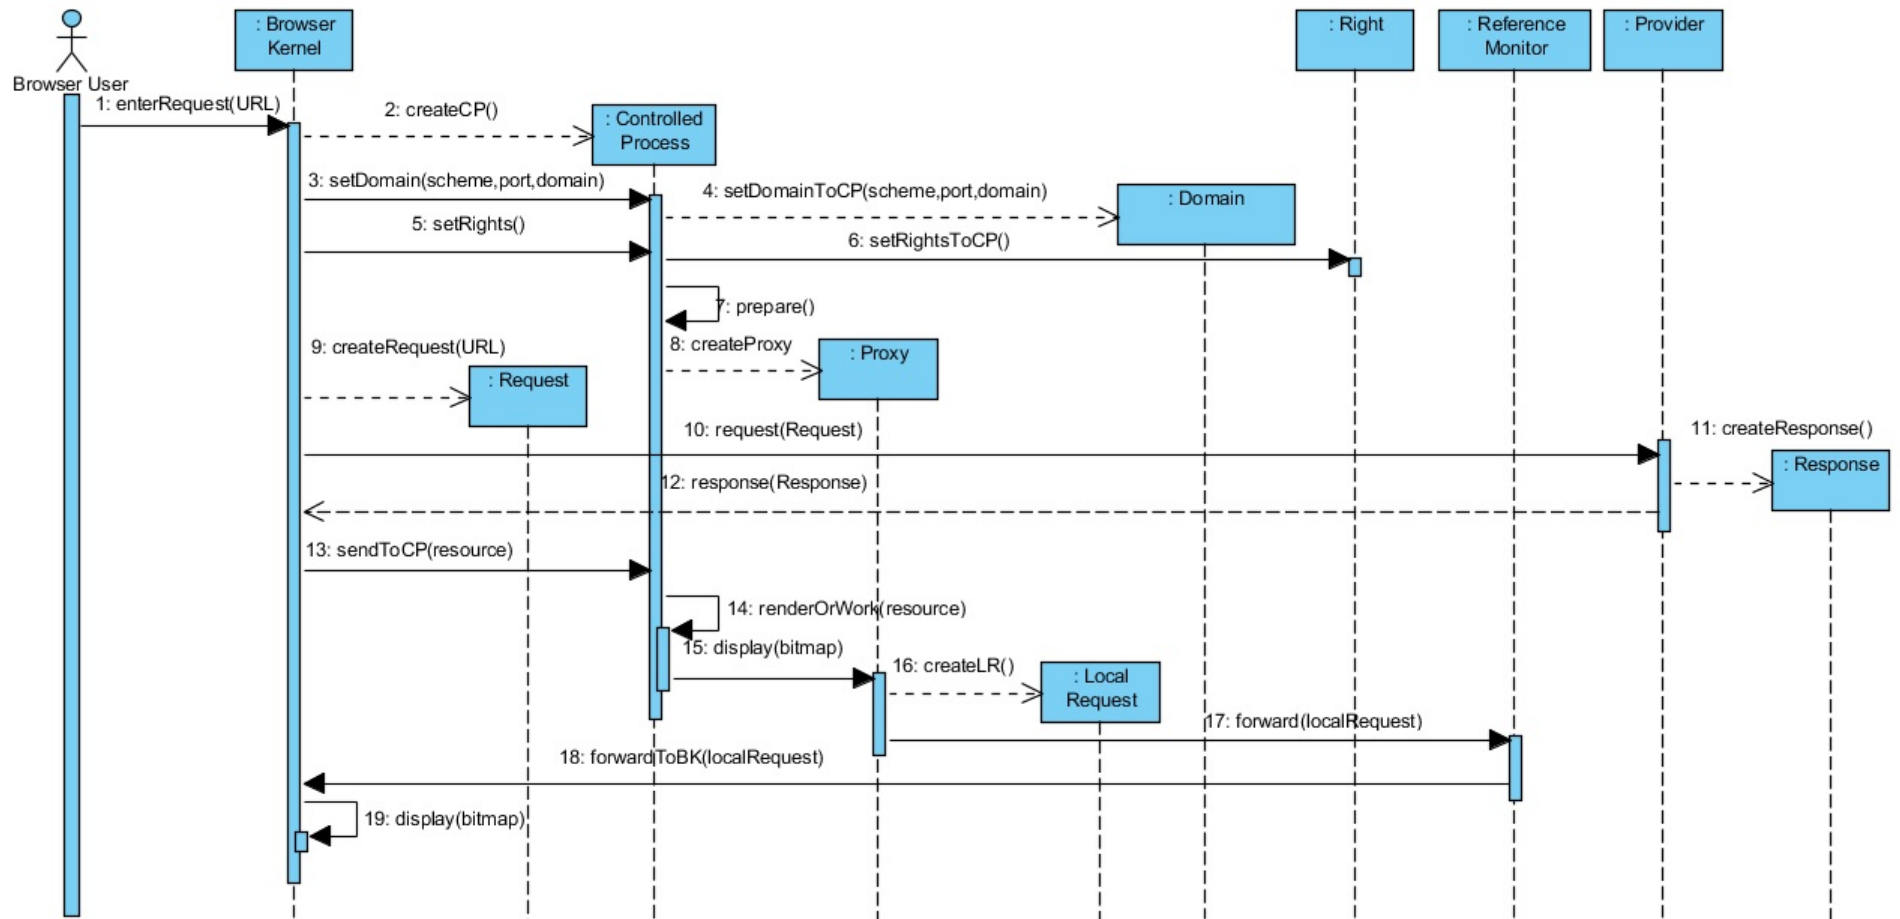 : Browser
Kernel
: Right
: Reference
Monitor
: Provider
Browser User
1: enterRequest(URL)
2: createCP()
: Controlled
Process
3: setDomain(scheme,port,domain)
4: setDomainToCP(scheme,port,domain)
: Domain
5: setRights()
6: setRightsToCP()
7: prepare()
9: createRequest(URL)
8: createProxy
: Proxy
: Request
10: request(Request)
11: createResponse()
: Response
12: response(Response)
13: sendToCP(resource)
14: renderOrWork(resource)
15: display(bitmap)
16: createLR()
: Local
Request
17: forward(localRequest)
18: forwardToBK(localRequest)
19: display(bitmap)